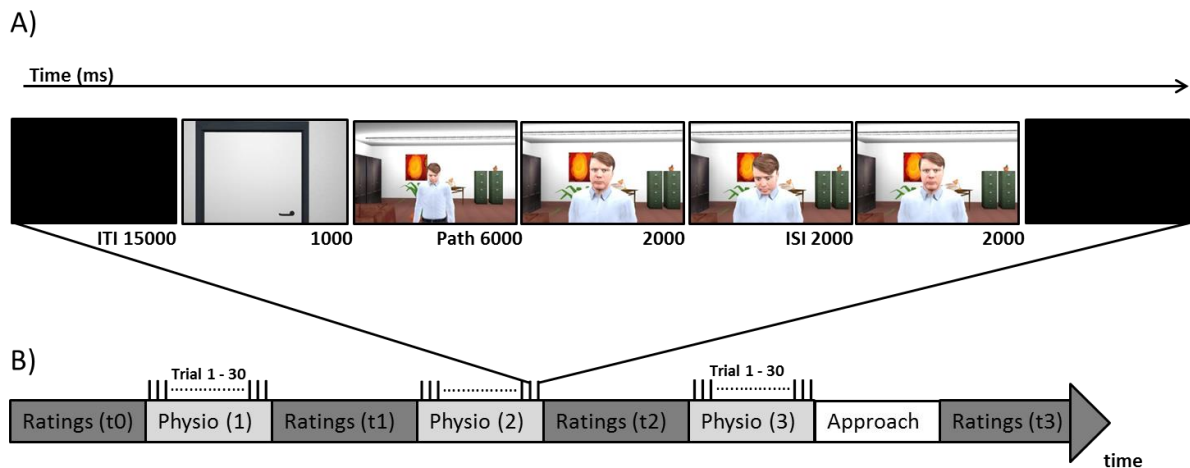 A)
Time (ms)
ITI 15000
1000
Path 6000
2000
ISI 2000
2000
B)
Trial 1 - 30
Trial 1 - 30
Ratings (t0)
Physio (1)
Ratings (t1)
Physio (2)
Ratings (t2)
Physio (3)
Approach
Ratings (t3)
time